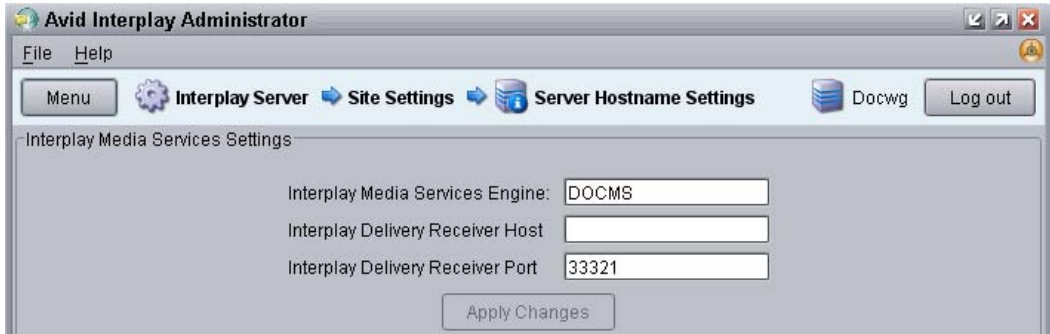 Avid Interplay Administrator
File Help
Menu Interplay Server Site Settings Server Hostname Settings Docwg Log out
Interplay Media Services Settings
Interplay Media Services Engine: DOCMS
Interplay Delivery Receiver Host
Interplay Delivery Receiver Port 33321
Apply Changes